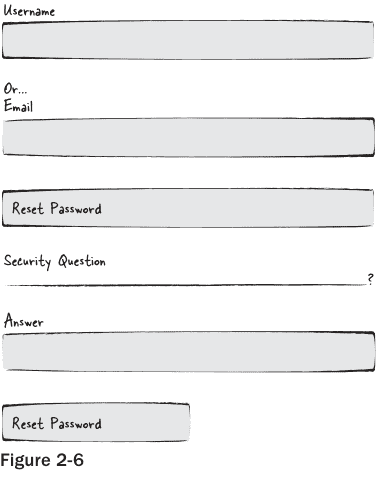 Username
Or...
Email
Reset Password
Security Question
?
Answer
Reset Password
Figure 2-6